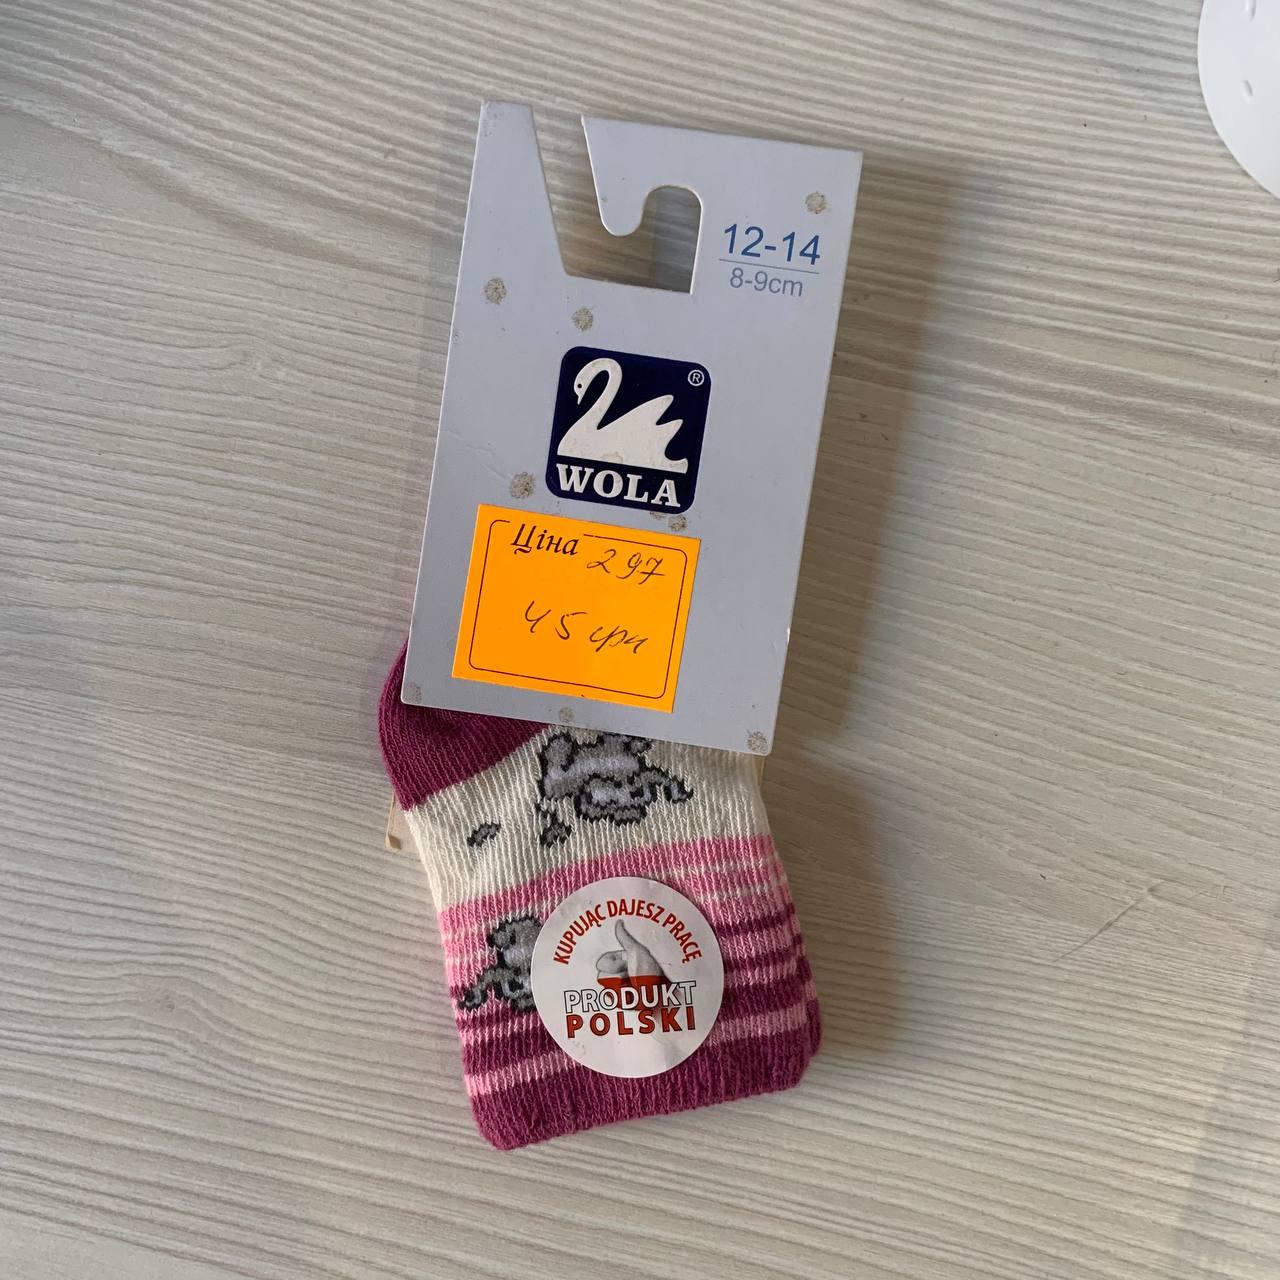 12-14
8-9cm
®
WOLA
Ціна 297
45 грн
KUPUJĄC DAJESZ PRACĘ
PRODUKT
POLSKI